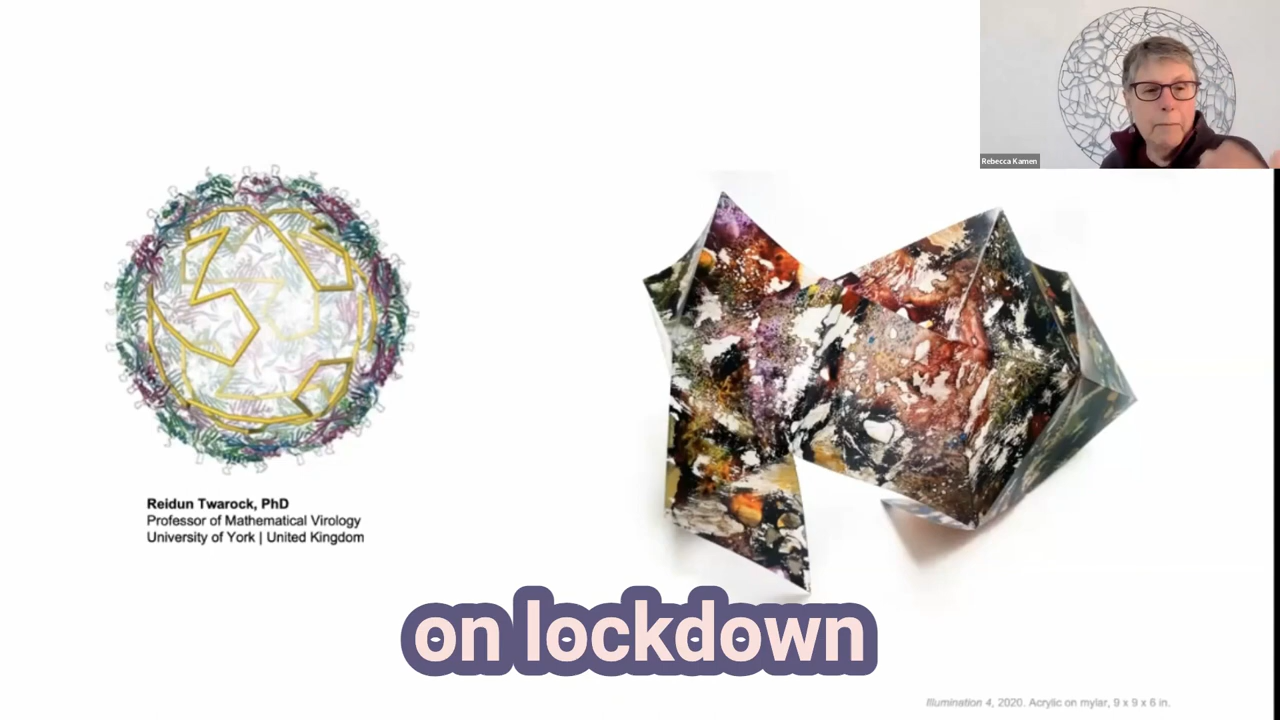 Rebecca Kamen
Reidun Twarock, PhD
Professor of Mathematical Virology
University of York | United Kingdom
on lockdown
Illumination 4, 2020. Acrylic on mylar, 9 x 9 x 6 in.